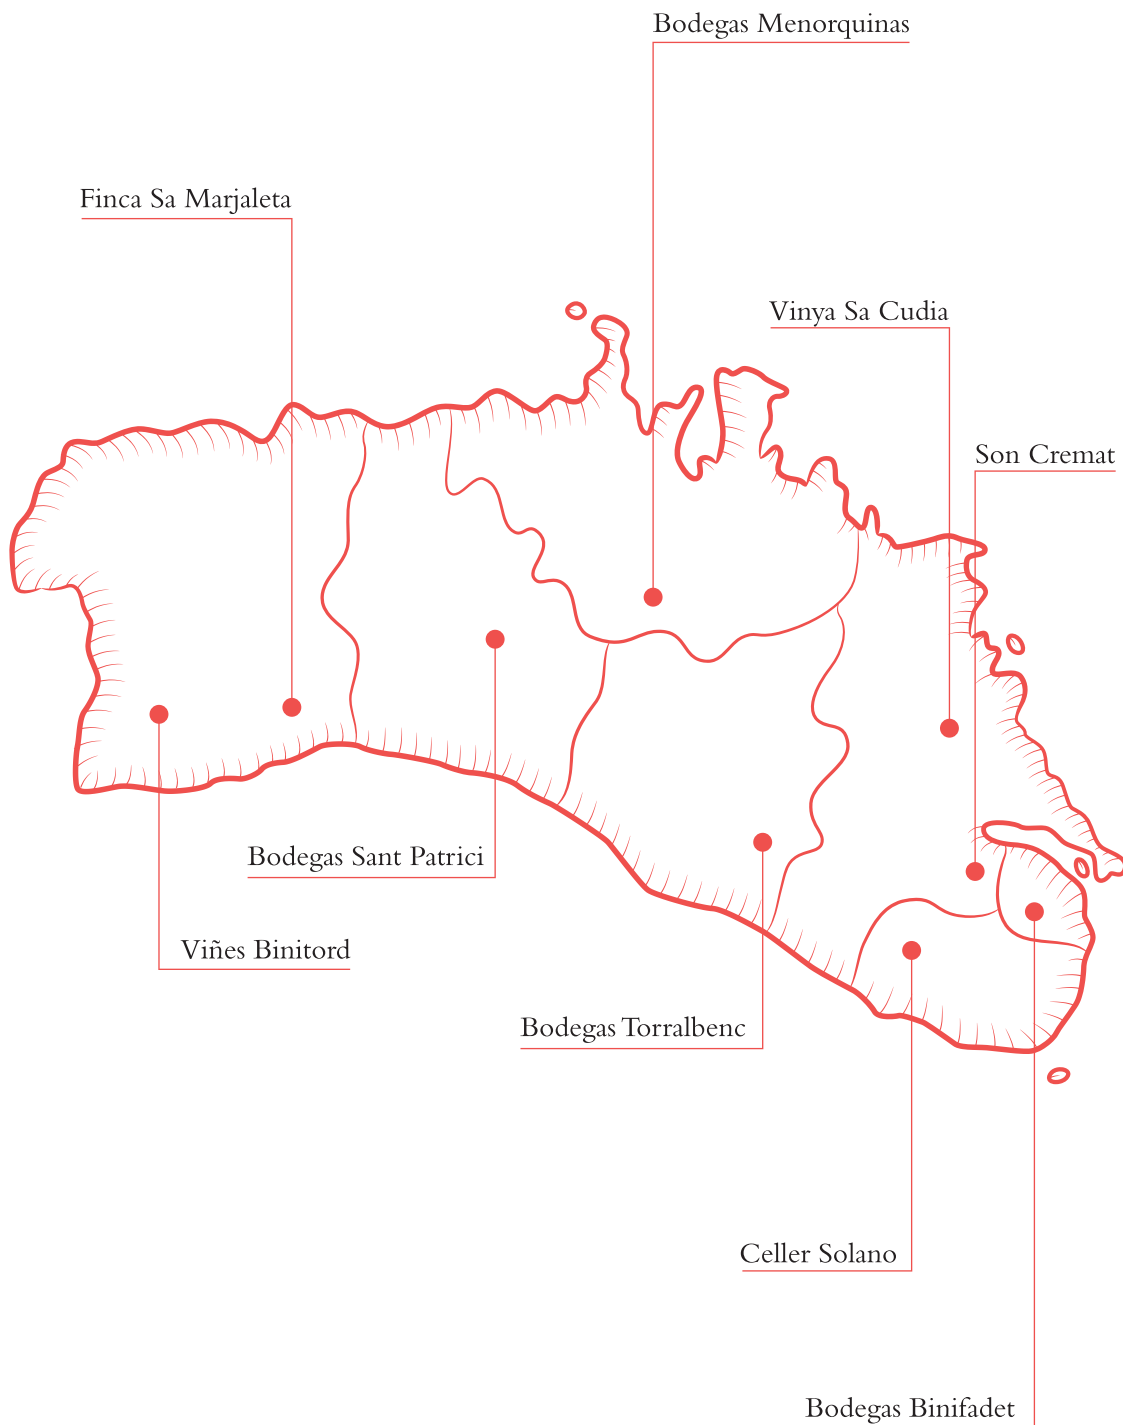 Bodegas Menorquinas
Finca Sa Marjaleta
Vinya Sa Cudia
Son Cremat
Bodegas Sant Patrici
Viñes Binitord
Bodegas Torralbenc
Celler Solano
Bodegas Binifadet